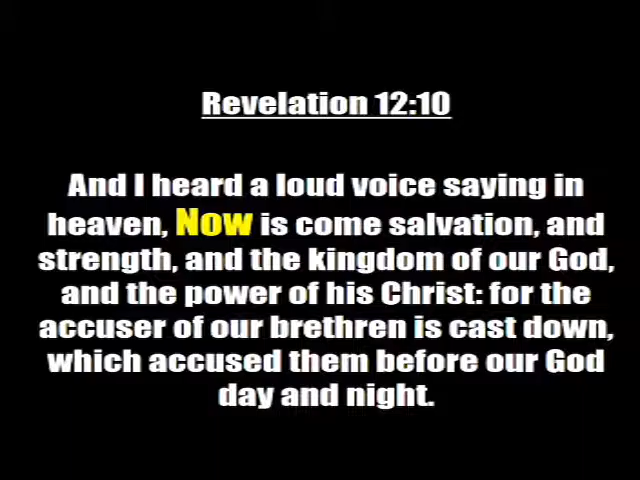 Revelation 12:10
And I heard a loud voice saying in
heaven, Now is come salvation, and
strength, and the kingdom of our God,
and the power of his Christ: for the
accuser of our brethren is cast down,
which accused them before our God
day and night.